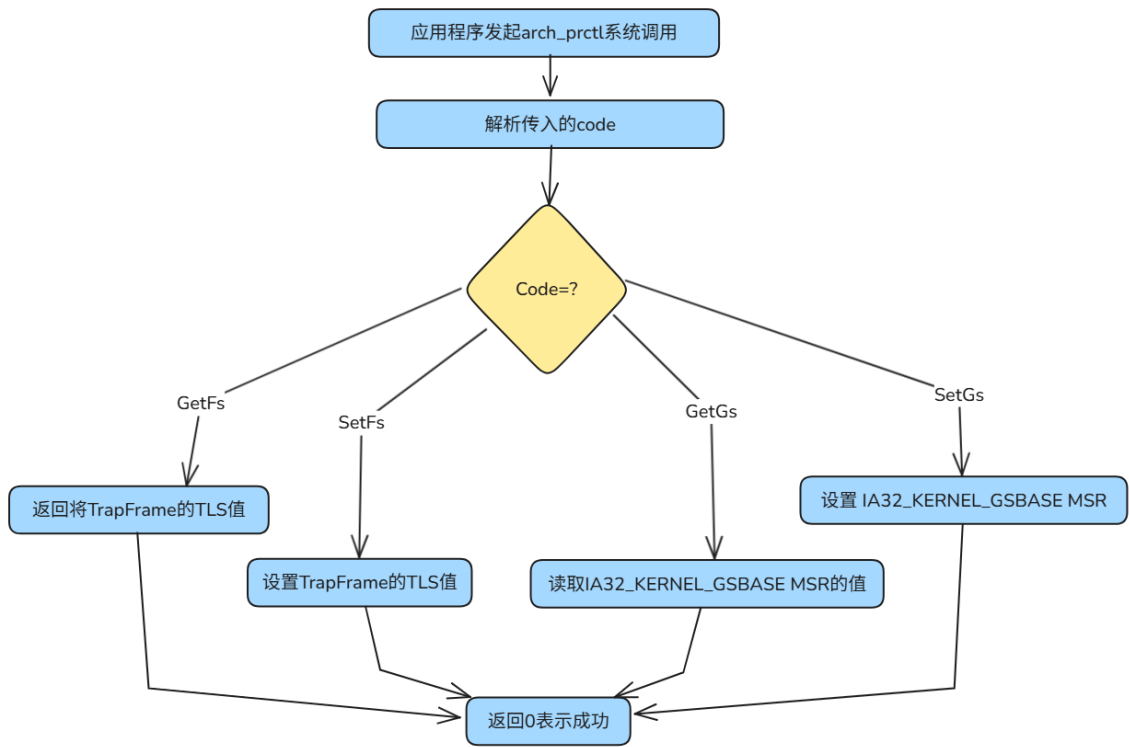 应用程序发起arch_prctl系统调用
解析传入的code
Code=?
GetFs
SetFs
GetGs
SetGs
返回将TrapFrame的TLS值
设置TrapFrame的TLS值
读取IA32_KERNEL_GSBASE MSR的值
设置 IA32_KERNEL_GSBASE MSR
返回0表示成功